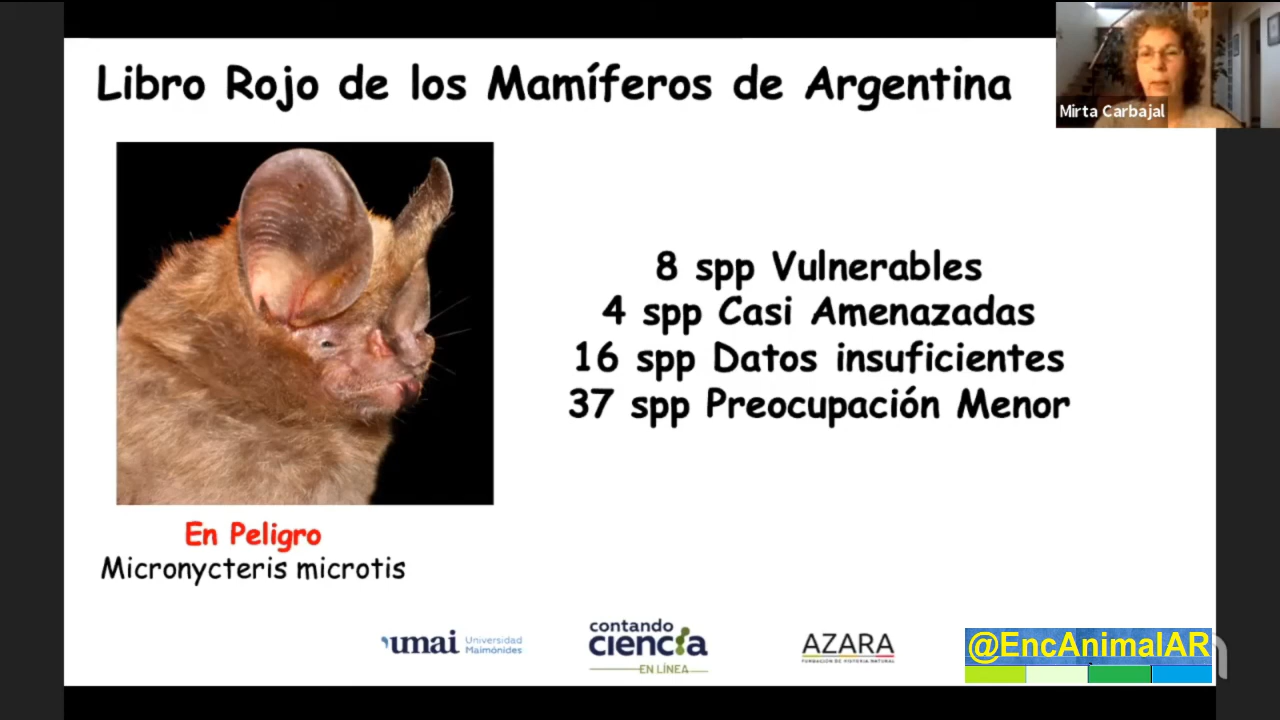 Libro Rojo de los Mamíferos de Argentina
Mirta Carbajal
8 spp Vulnerables
4 spp Casi Amenazadas
16 spp Datos insuficientes
37 spp Preocupación Menor
En Peligro
Micronycteris microtis
umai Universidad
Maimónides
contando
ciencia
EN LÍNEA
AZARA
FUNDACIÓN DE HISTORIA NATURAL
@EncAnimalAR